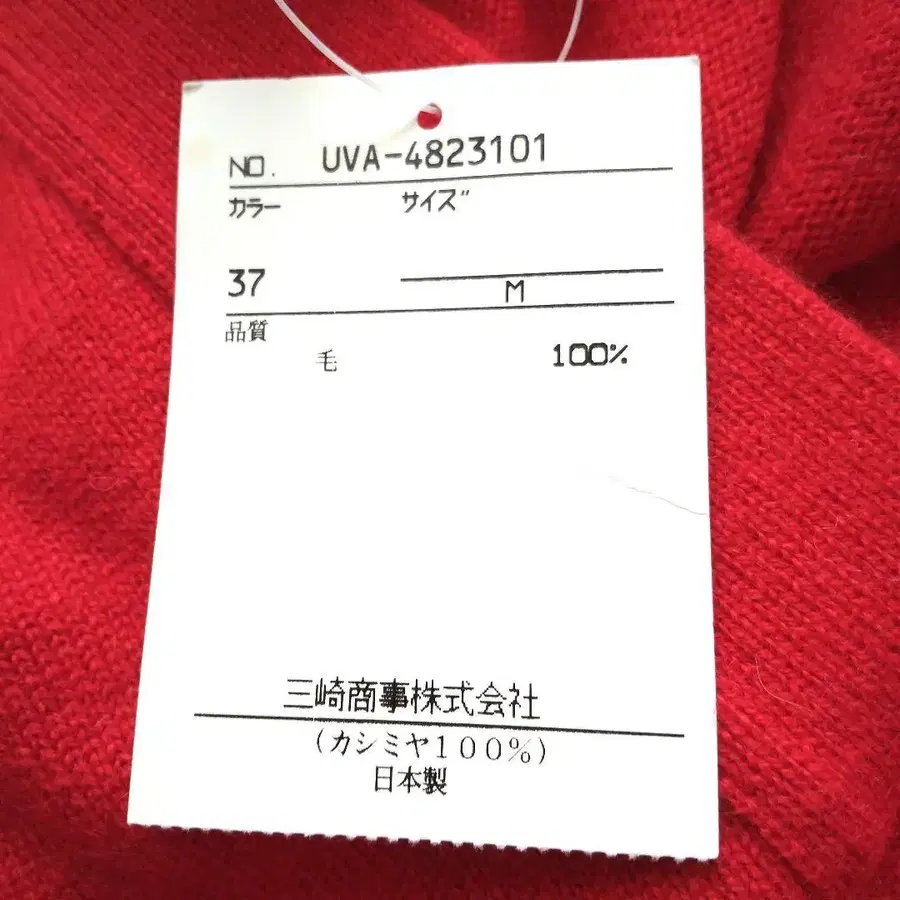 NO. UVA-4823101
カラー サイズ
37 M
品質
毛 100%
三崎商事株式会社
(カシミヤ100%)
日本製